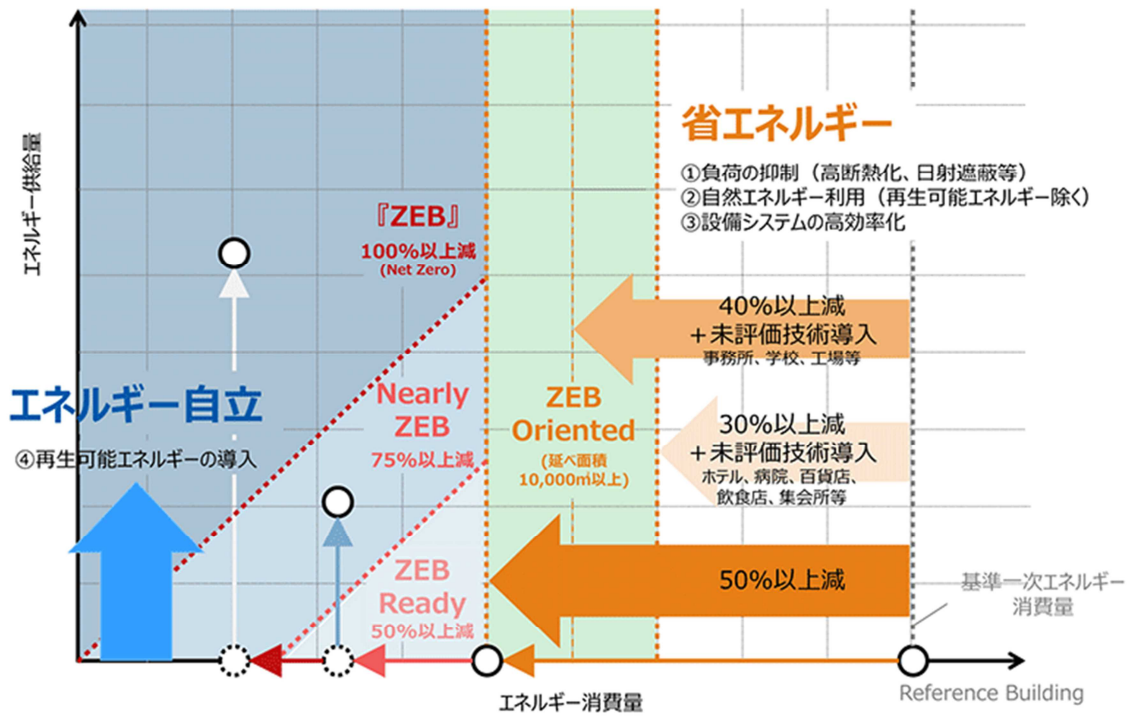 エネルギー供給量
省エネルギー
①負荷の抑制（高断熱化、日射遮蔽等）
②自然エネルギー利用（再生可能エネルギー除く）
③設備システムの高効率化
『ZEB』
100%以上減
(Net Zero)
40%以上減
＋未評価技術導入
事務所、学校、工場等
エネルギー自立
④再生可能エネルギーの導入
Nearly
ZEB
75%以上減
ZEB
Oriented
(延べ面積
10,000㎡以上)
30%以上減
＋未評価技術導入
ホテル、病院、百貨店、
飲食店、集会所等
ZEB
Ready
50%以上減
50%以上減
基準一次エネルギー
消費量
エネルギー消費量
Reference Building